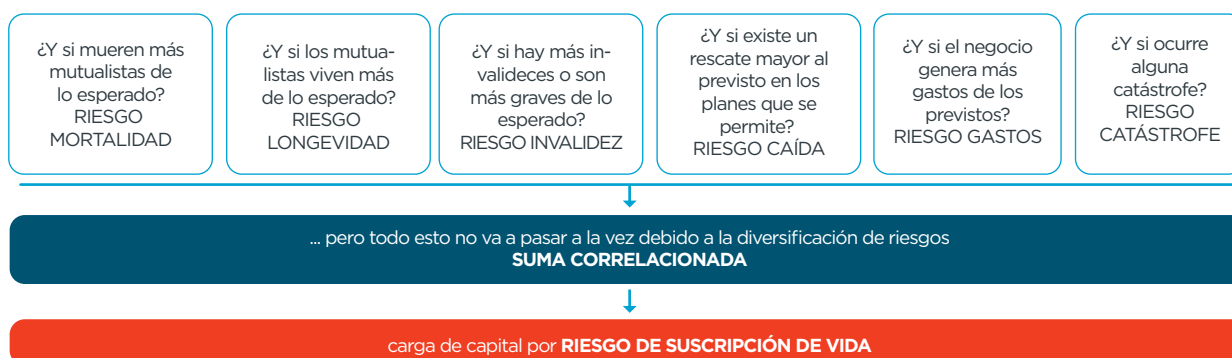 ¿Y si mueren más
mutualistas de
lo esperado?
RIESGO
MORTALIDAD
¿Y si los mutua-
listas viven más
de lo esperado?
RIESGO
LONGEVIDAD
¿Y si hay más in-
valideces o son
más graves de lo
esperado?
RIESGO INVALIDEZ
¿Y si existe un
rescate mayor al
previsto en los
planes que se
permite?
RIESGO CAÍDA
¿Y si el negocio
genera más
gastos de los
previstos?
RIESGO GASTOS
¿Y si ocurre
alguna
catástrofe?
RIESGO
CATÁSTROFE
... pero todo esto no va a pasar a la vez debido a la diversificación de riesgos
SUMA CORRELACIONADA
carga de capital por RIESGO DE SUSCRIPCIÓN DE VIDA